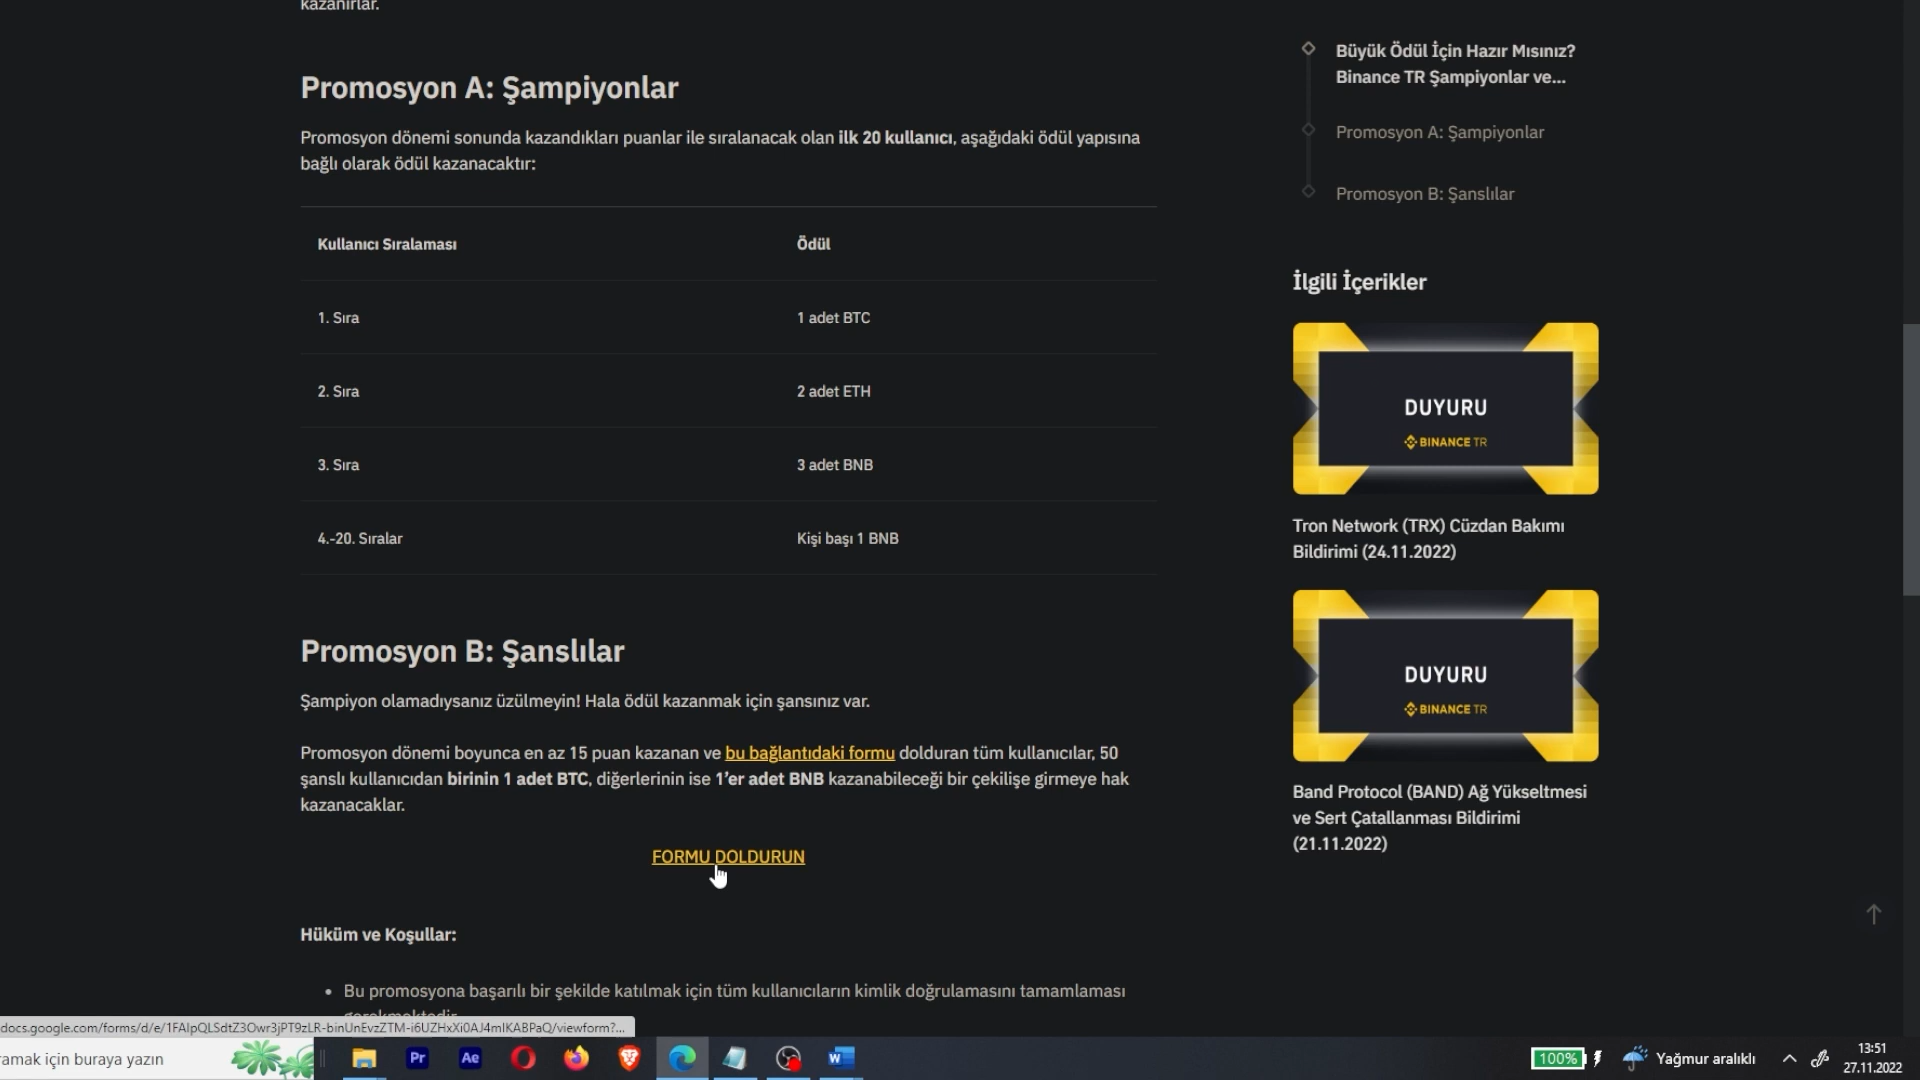 kazanırlar.
Promosyon A: Şampiyonlar
Promosyon dönemi sonunda kazandıkları puanlar ile sıralanacak olan ilk 20 kullanıcı, aşağıdaki ödül yapısına
bağlı olarak ödül kazanacaktır:
Kullanıcı Sıralaması Ödül
1. Sıra 1 adet BTC
2. Sıra 2 adet ETH
3. Sıra 3 adet BNB
4.-20. Sıralar Kişi başı 1 BNB
Promosyon B: Şanslılar
Şampiyon olamadıysanız üzülmeyin! Hala ödül kazanmak için şansınız var.
Promosyon dönemi boyunca en az 15 puan kazanan ve bu bağlantıdaki formu dolduran tüm kullanıcılar, 50
şanslı kullanıcıdan birinin 1 adet BTC, diğerlerinin ise 1’er adet BNB kazanabileceği bir çekilişe girmeye hak
kazanacaklar.
FORMU DOLDURUN
Hüküm ve Koşullar:
• Bu promosyona başarılı bir şekilde katılmak için tüm kullanıcıların kimlik doğrulamasını tamamlaması
gerekmektedir.
Büyük Ödül İçin Hazır Mısınız?
Binance TR Şampiyonlar ve...
Promosyon A: Şampiyonlar
Promosyon B: Şanslılar
İlgili İçerikler
DUYURU
BINANCE TR
Tron Network (TRX) Cüzdan Bakımı
Bildirimi (24.11.2022)
DUYURU
BINANCE TR
Band Protocol (BAND) Ağ Yükseltmesi
ve Sert Çatallanması Bildirimi
(21.11.2022)
ramak için buraya yazın
Pr
Ae
W
100%
Yağmur aralıklı
13:51
27.11.2022